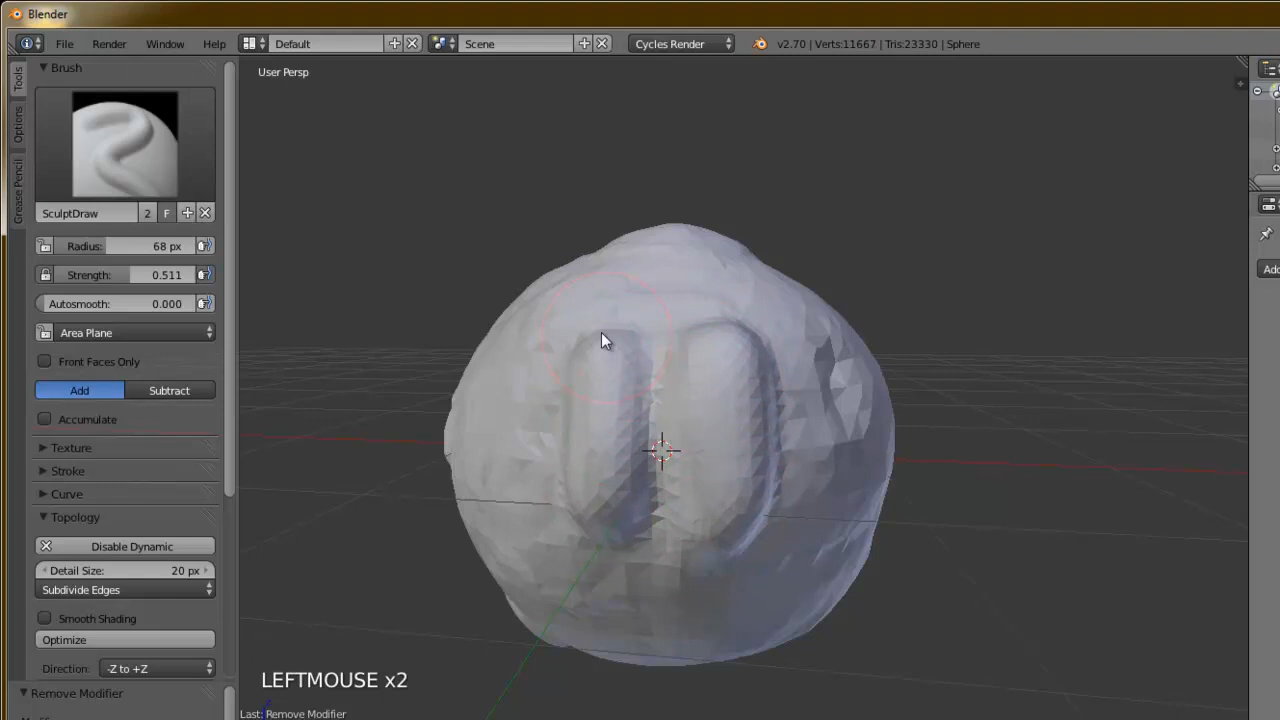 Blender
File Render Window Help Default Scene Cycles Render v2.70 | Verts:11667 | Tris:23330 | Sphere
Tools
Options
Grease Pencil
Brush
User Persp
SculptDraw 2 F
Radius: 68 px
Strength: 0.511
Autosmooth: 0.000
Area Plane
Front Faces Only
Add Subtract
Accumulate
Texture
Stroke
Curve
Topology
Disable Dynamic
Detail Size: 20 px
Subdivide Edges
Smooth Shading
Optimize
Direction: -Z to +Z
Remove Modifier
LEFTMOUSE x2
Last: Remove Modifier